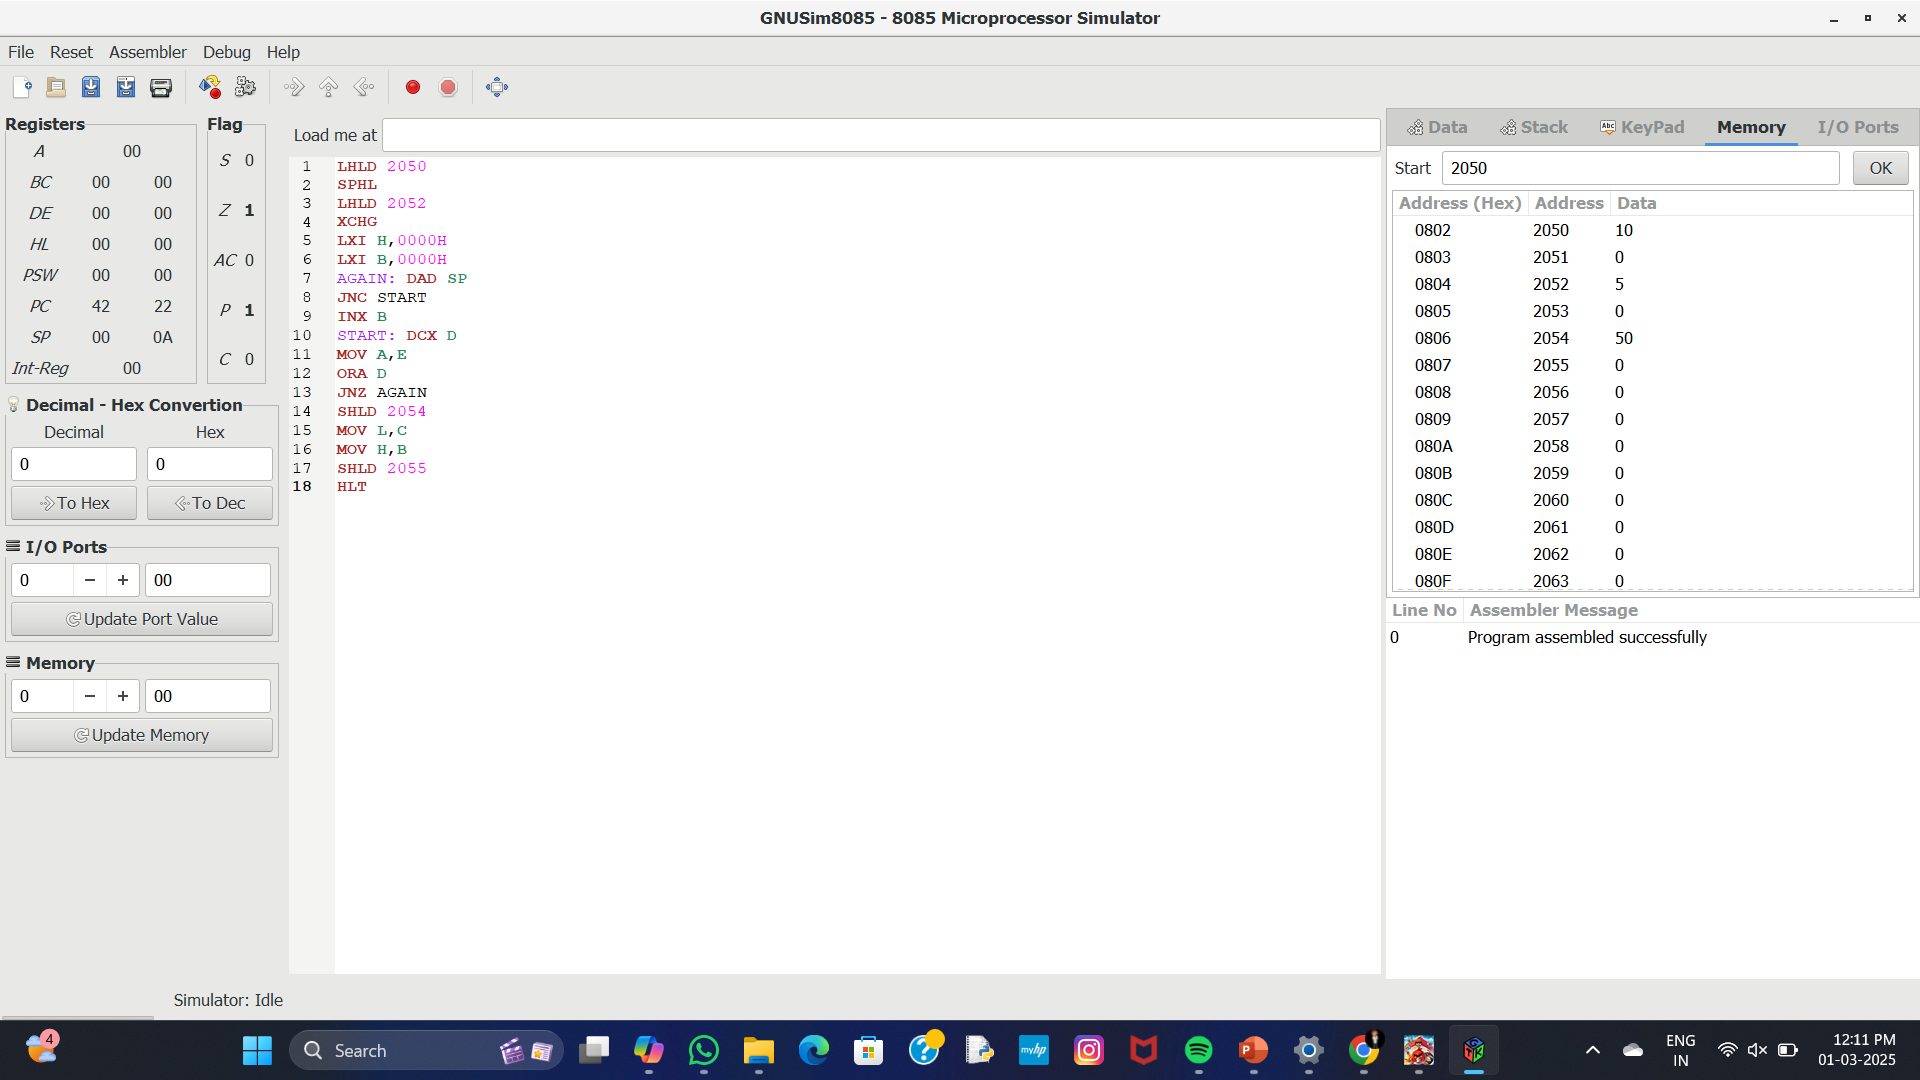 GNUSim8085 - 8085 Microprocessor Simulator
File Reset Assembler Debug Help
Registers
A 00
BC 00 00
DE 00 00
HL 00 00
PSW 00 00
PC 42 22
SP 00 0A
Int-Reg 00
Flag
S 0
Z 1
AC 0
P 1
C 0
Decimal - Hex Convertion
Decimal Hex
0 0
To Hex To Dec
I/O Ports
0 − + 00
Update Port Value
Memory
0 − + 00
Update Memory
Load me at
1 LHLD 2050
2 SPHL
3 LHLD 2052
4 XCHG
5 LXI H,0000H
6 LXI B,0000H
7 AGAIN: DAD SP
8 JNC START
9 INX B
10 START: DCX D
11 MOV A,E
12 ORA D
13 JNZ AGAIN
14 SHLD 2054
15 MOV L,C
16 MOV H,B
17 SHLD 2055
18 HLT
Data Stack Abc KeyPad Memory I/O Ports
Start 2050 OK
Address (Hex) Address Data
0802 2050 10
0803 2051 0
0804 2052 5
0805 2053 0
0806 2054 50
0807 2055 0
0808 2056 0
0809 2057 0
080A 2058 0
080B 2059 0
080C 2060 0
080D 2061 0
080E 2062 0
080F 2063 0
Line No Assembler Message
0 Program assembled successfully
Simulator: Idle
4
Search
myhp
ENG
IN
12:11 PM
01-03-2025